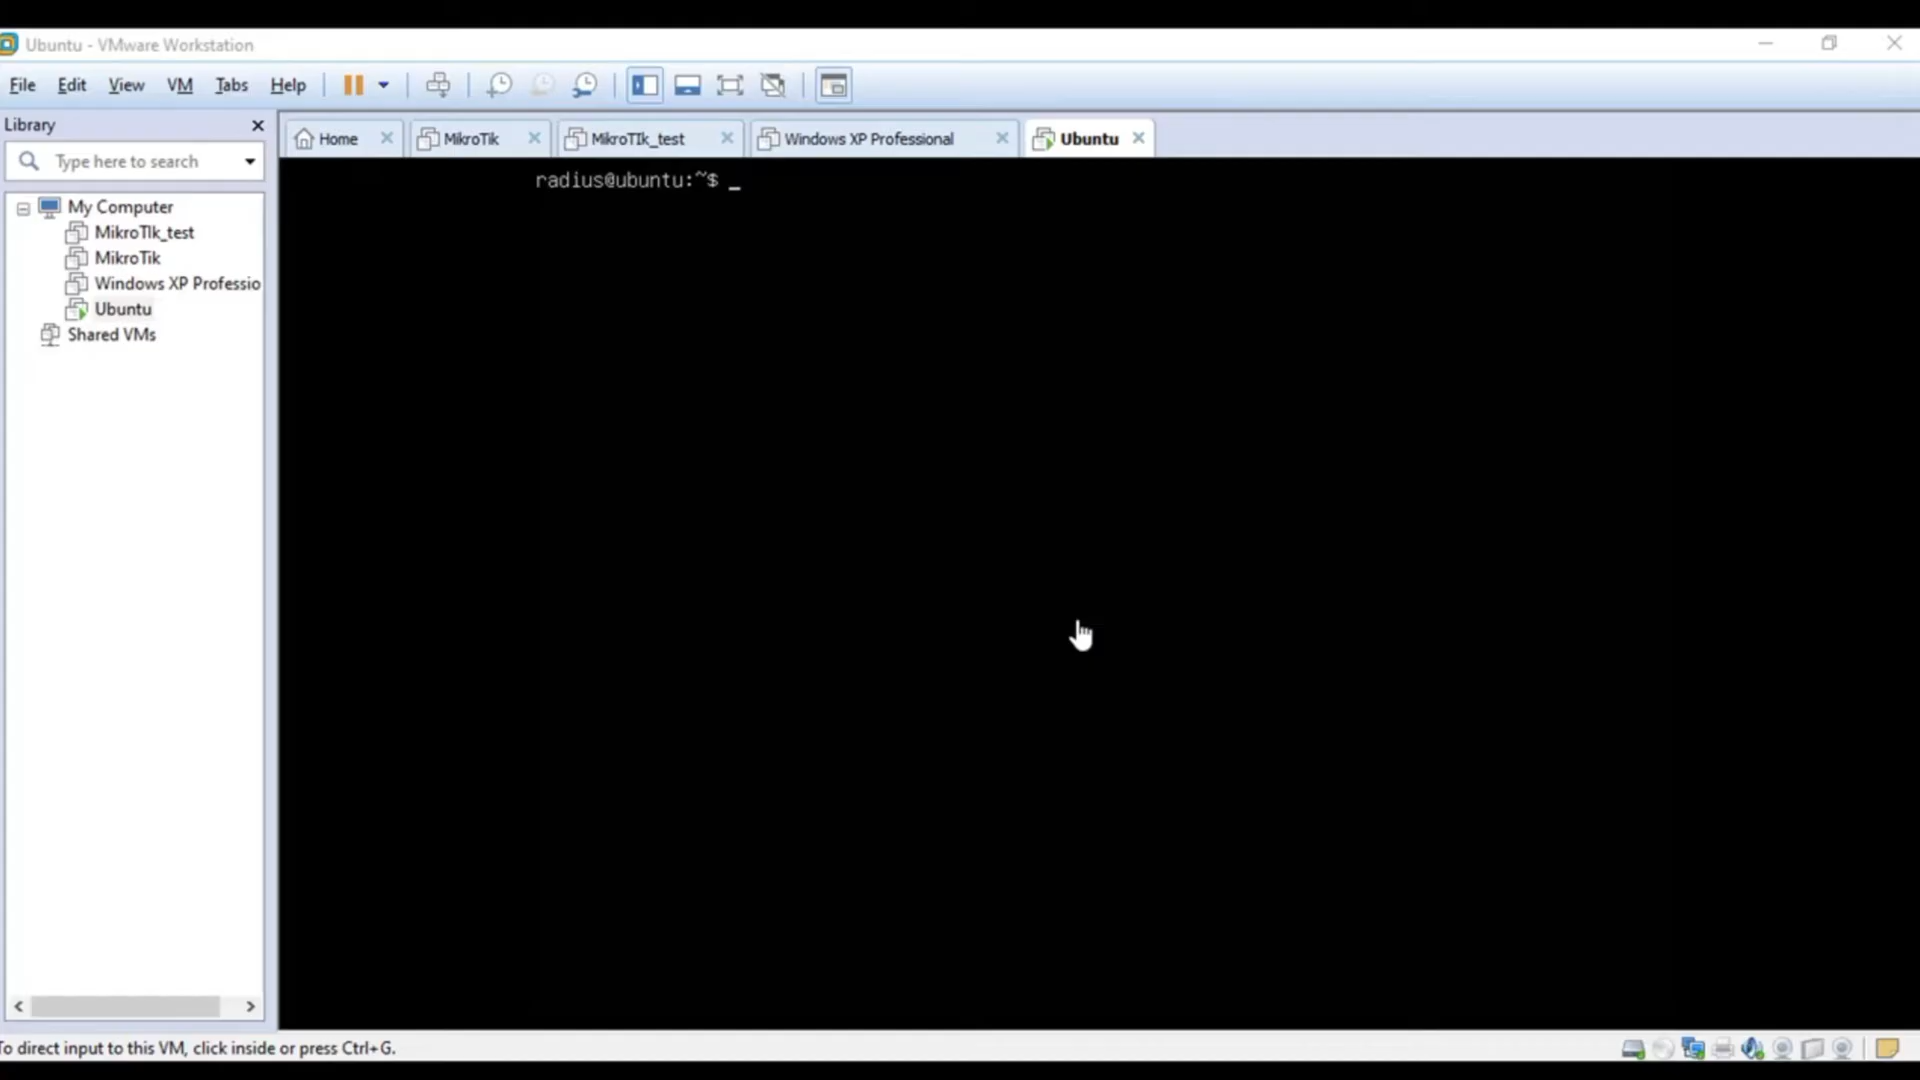 Ubuntu - VMware Workstation
File Edit View VM Tabs Help
Library
Type here to search
My Computer
MikroTIk_test
MikroTik
Windows XP Professio
Ubuntu
Shared VMs
Home MikroTik MikroTIk_test Windows XP Professional Ubuntu
radius@ubuntu:~$ _
To direct input to this VM, click inside or press Ctrl+G.